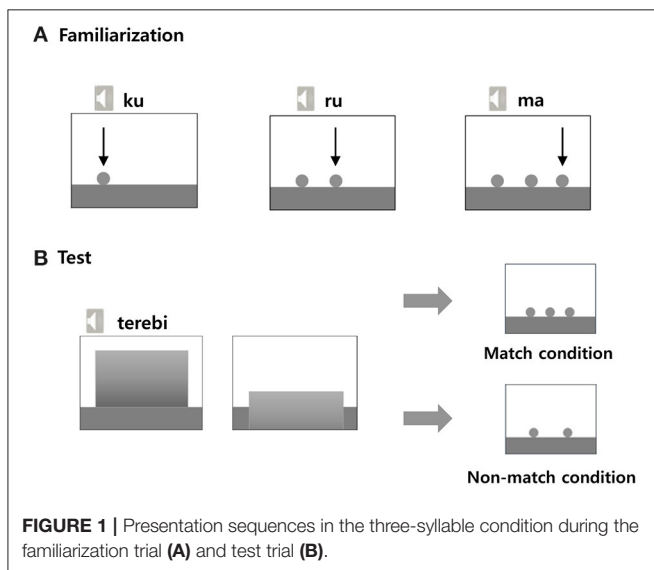 A Familiarization
ku
ru
ma
B Test
terebi
Match condition
Non-match condition
FIGURE 1 | Presentation sequences in the three-syllable condition during the
familiarization trial (A) and test trial (B).